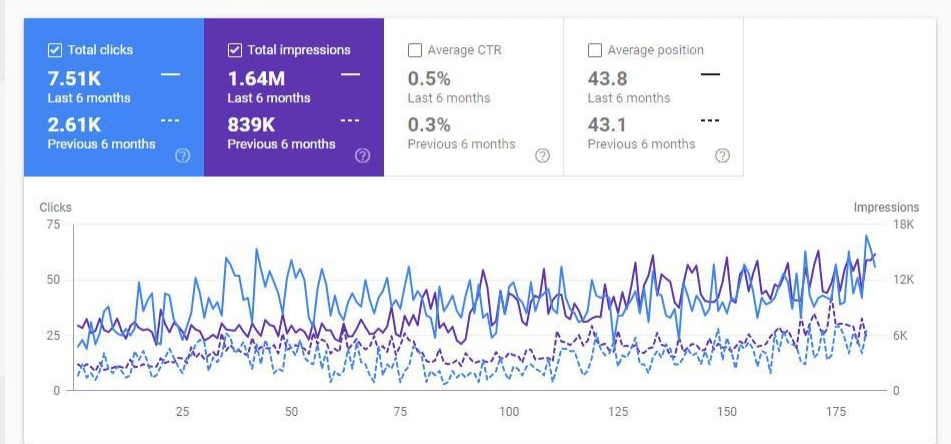 Total clicks
7.51K
Last 6 months
2.61K
Previous 6 months
Total impressions
1.64M
Last 6 months
839K
Previous 6 months
Average CTR
0.5%
Last 6 months
0.3%
Previous 6 months
Average position
43.8
Last 6 months
43.1
Previous 6 months
Clicks
Impressions
75
18K
50
12K
25
6K
0
0
25
50
75
100
125
150
175